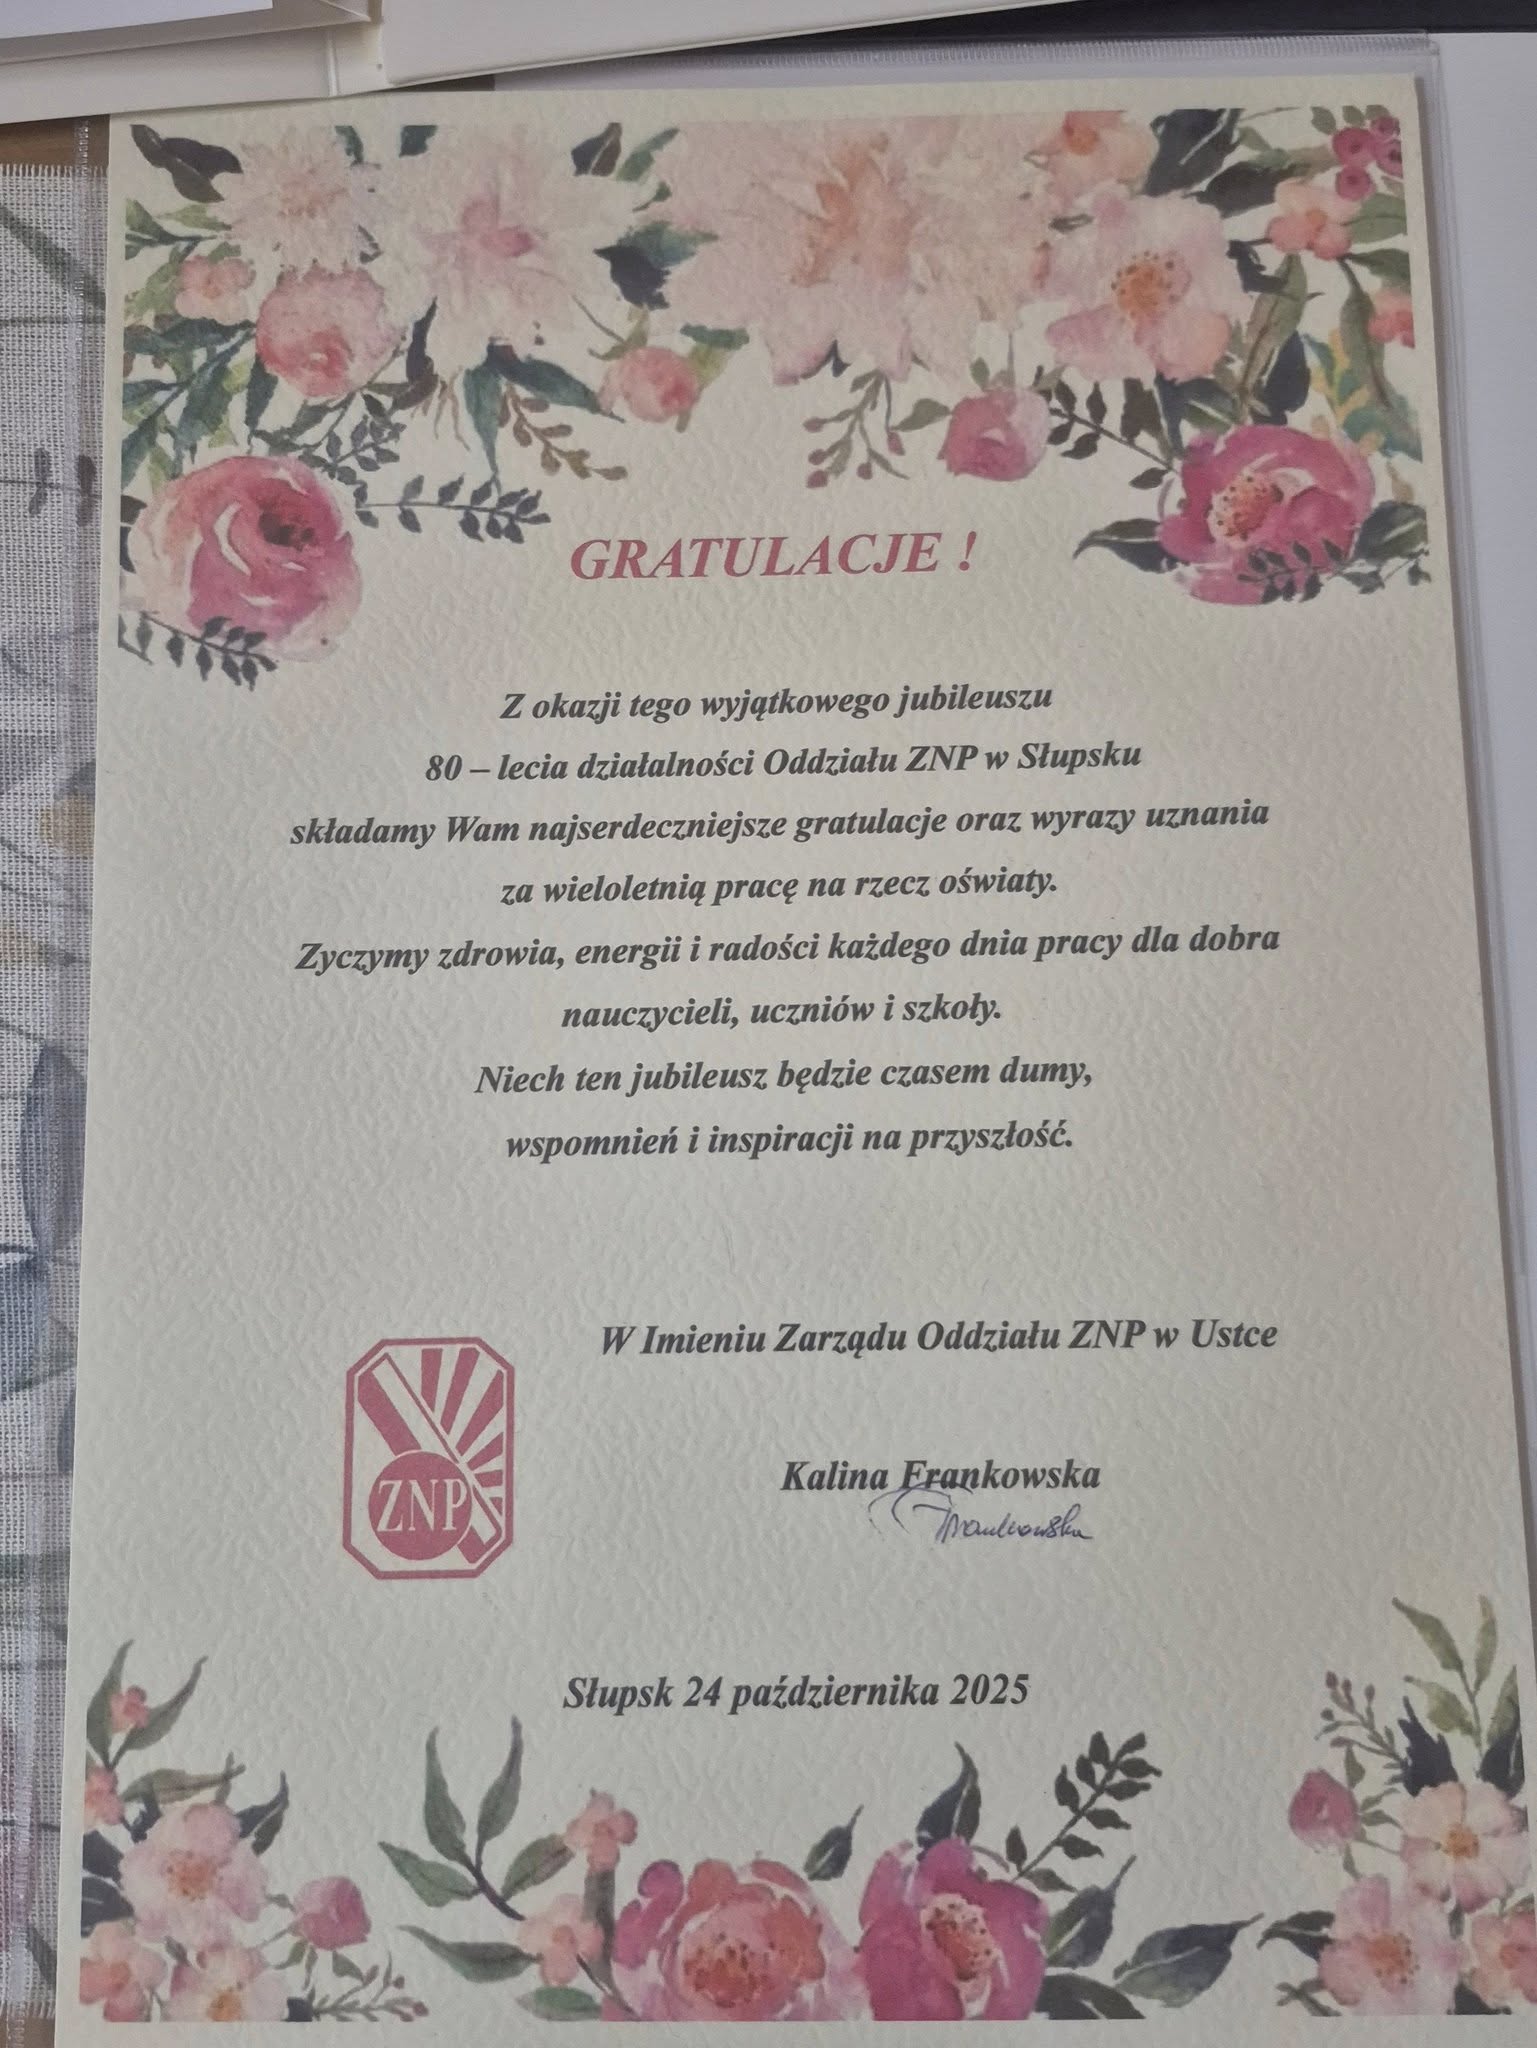 GRATULACJE !
Z okazji tego wyjątkowego jubileuszu
80 – lecia działalności Oddziału ZNP w Słupsku
składamy Wam najserdeczniejsze gratulacje oraz wyrazy uznania
za wieloletnią pracę na rzecz oświaty.
Zyczymy zdrowia, energii i radości każdego dnia pracy dla dobra
nauczycieli, uczniów i szkoły.
Niech ten jubileusz będzie czasem dumy,
wspomnień i inspiracji na przyszłość.
W Imieniu Zarządu Oddziału ZNP w Ustce
ZNP
Kalina Frankowska
Frankowska
Słupsk 24 października 2025